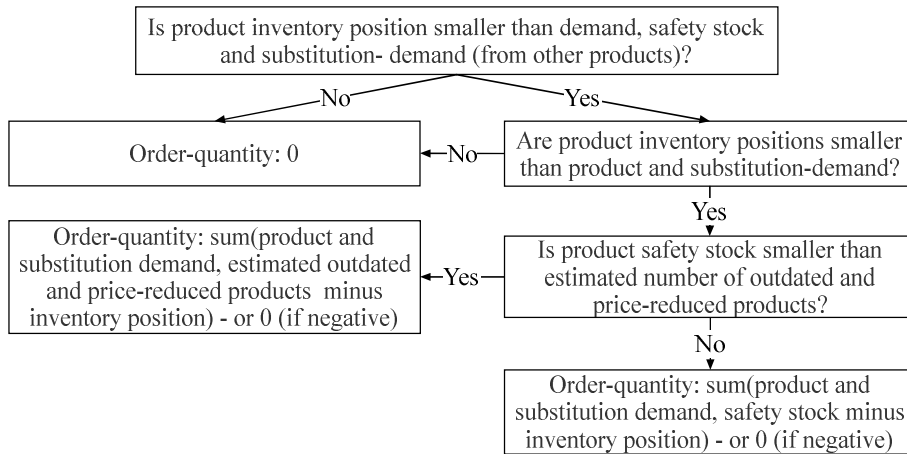 Is product inventory position smaller than demand, safety stock
and substitution- demand (from other products)?
No
Yes
Order-quantity: 0
No
Are product inventory positions smaller
than product and substitution-demand?
Yes
Order-quantity: sum(product and
substitution demand, estimated outdated
and price-reduced products minus
inventory position) - or 0 (if negative)
Yes
Is product safety stock smaller than
estimated number of outdated and
price-reduced products?
No
Order-quantity: sum(product and
substitution demand, safety stock minus
inventory position) - or 0 (if negative)